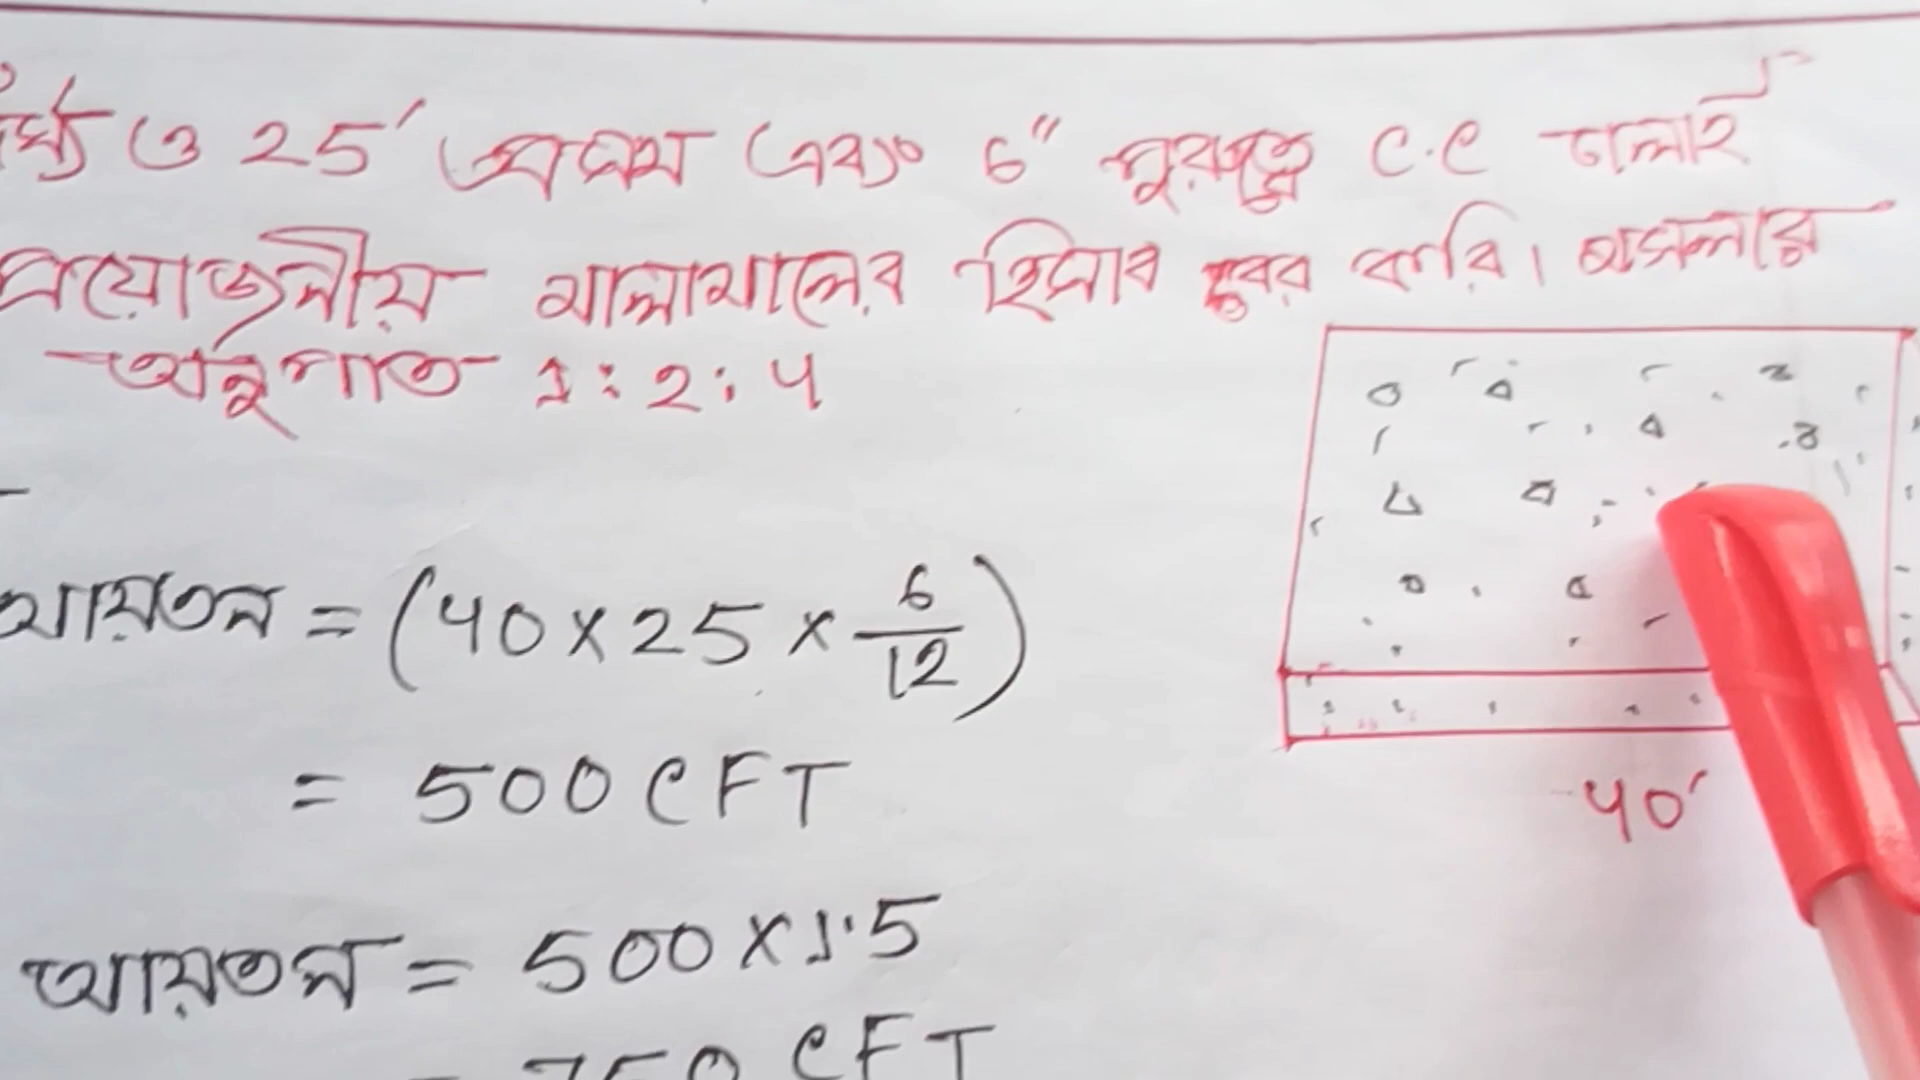 র্ঘ্য ও 25' প্রস্থ এবং 6" পুরুত্বে C.C ঢালাই
প্রয়োজনীয় মালামালের হিসাব বের করি। মসলার
অনুপাত 1:2:4
আয়তন = (40 × 25 × 6/12)
= 500 CFT
40'
আয়তন = 500 × 1.5
= 750 CFT